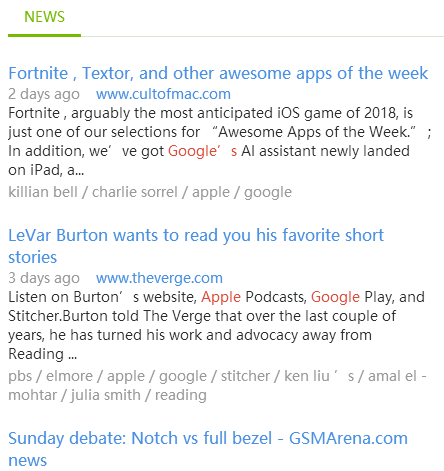 NEWS
Fortnite , Textor, and other awesome apps of the week
2 days ago www.cultofmac.com
Fortnite , arguably the most anticipated iOS game of 2018, is
just one of our selections for “Awesome Apps of the Week.” ;
In addition, we’ve got Google’s AI assistant newly landed
on iPad, a...
killian bell / charlie sorrel / apple / google
LeVar Burton wants to read you his favorite short
stories
3 days ago www.theverge.com
Listen on Burton’s website, Apple Podcasts, Google Play, and
Stitcher.Burton told The Verge that over the last couple of
years, he has turned his work and advocacy away from
Reading ...
pbs / elmore / apple / google / stitcher / ken liu ’s / amal el -
mohtar / julia smith / reading
Sunday debate: Notch vs full bezel - GSMArena.com
news